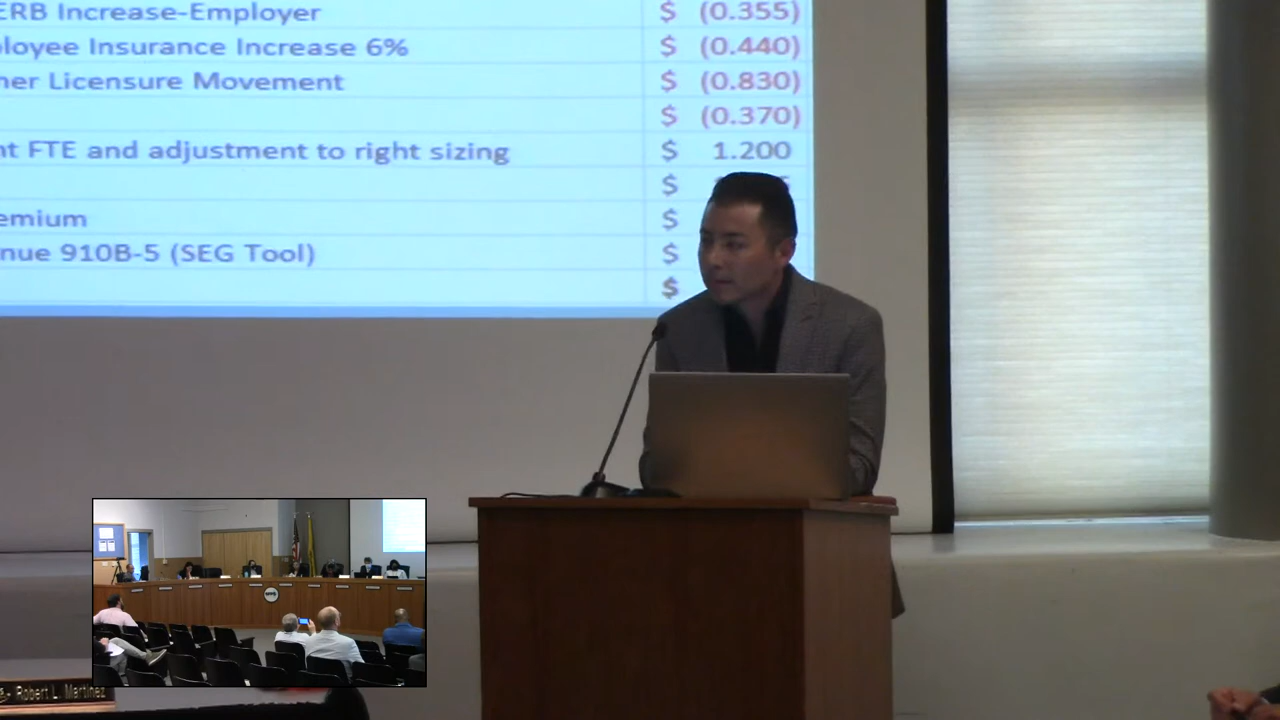 ERB Increase-Employer $ (0.355)
loyee Insurance Increase 6% $ (0.440)
her Licensure Movement $ (0.830)
$ (0.370)
nt FTE and adjustment to right sizing $ 1.200
$
emium $
nue 910B-5 (SEG Tool) $
$
Robert L. Martinez